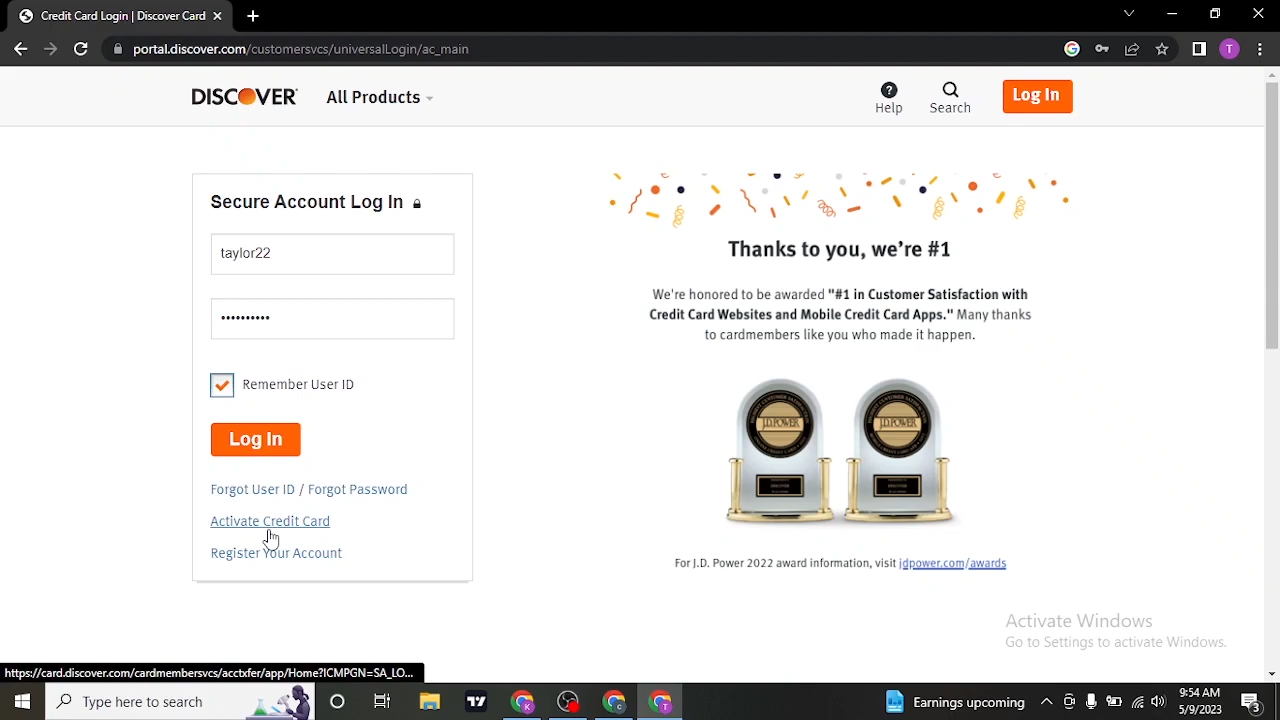 Credit Card Login | Discover Card
portal.discover.com/customersvcs/universalLogin/ac_main
T
DISCOVER
All Products
Help
Search
Log In
Secure Account Log In
taylor22
••••••••••
Remember User ID
Log In
Forgot User ID / Forgot Password
Activate Credit Card
Register Your Account
Thanks to you, we're #1
We're honored to be awarded "#1 in Customer Satisfaction with
Credit Card Websites and Mobile Credit Card Apps." Many thanks
to cardmembers like you who made it happen.
J.D.POWER
J.D.POWER
For J.D. Power 2022 award information, visit jdpower.com/awards
Activate Windows
Go to Settings to activate Windows.
https://card.discover.com/cardmembersvcs/acctxfer/app/Home?ICMPGN=SA_LO...
Type here to search
Earnings upcoming
9:54 AM
5/9/2023
3